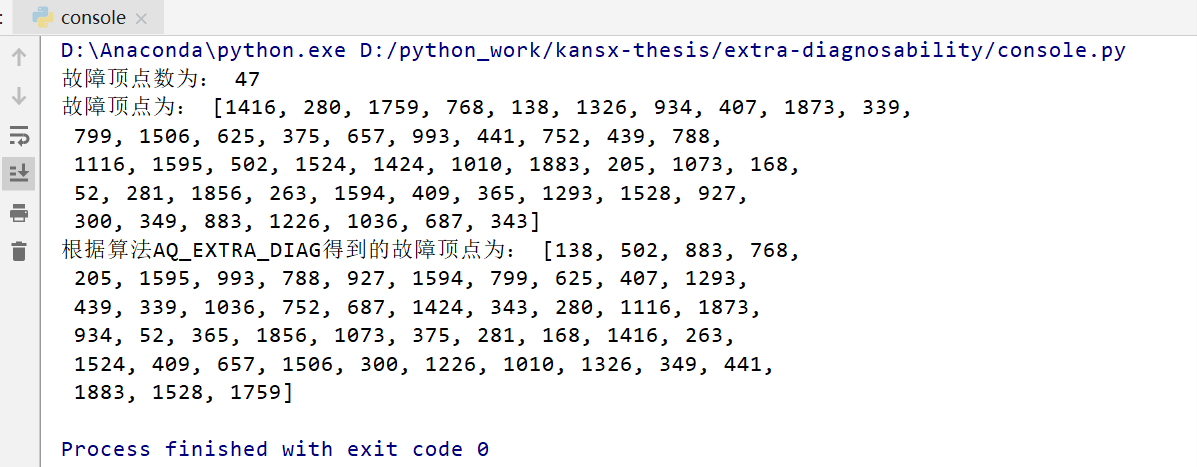 console
D:\Anaconda\python.exe D:/python_work/kansx-thesis/extra-diagnosability/console.py
故障顶点数为： 47
故障顶点为： [1416, 280, 1759, 768, 138, 1326, 934, 407, 1873, 339,
799, 1506, 625, 375, 657, 993, 441, 752, 439, 788,
1116, 1595, 502, 1524, 1424, 1010, 1883, 205, 1073, 168,
52, 281, 1856, 263, 1594, 409, 365, 1293, 1528, 927,
300, 349, 883, 1226, 1036, 687, 343]
根据算法AQ_EXTRA_DIAG得到的故障顶点为： [138, 502, 883, 768,
205, 1595, 993, 788, 927, 1594, 799, 625, 407, 1293,
439, 339, 1036, 752, 687, 1424, 343, 280, 1116, 1873,
934, 52, 365, 1856, 1073, 375, 281, 168, 1416, 263,
1524, 409, 657, 1506, 300, 1226, 1010, 1326, 349, 441,
1883, 1528, 1759]
Process finished with exit code 0